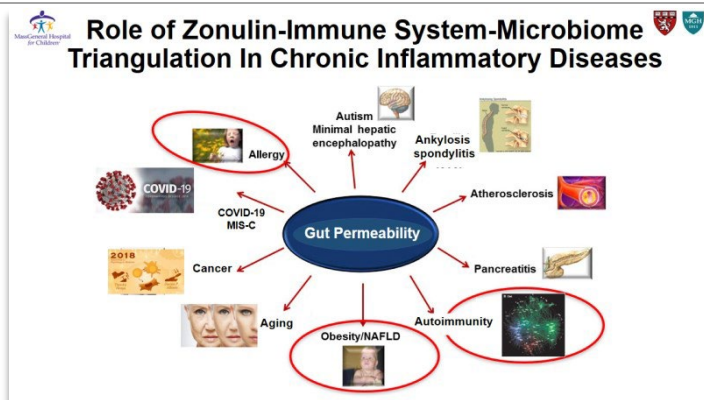 Role of Zonulin-Immune System-Microbiome
Triangulation In Chronic Inflammatory Diseases
MassGeneral Hospital
for Children
MGH
1811
Autism
Minimal hepatic
encephalopathy
Ankylosis
spondylitis
Allergy
Atherosclerosis
COVID-19
COVID-19
MIS-C
Gut Permeability
2018
Cancer
Pancreatitis
Aging
Autoimmunity
Obesity/NAFLD